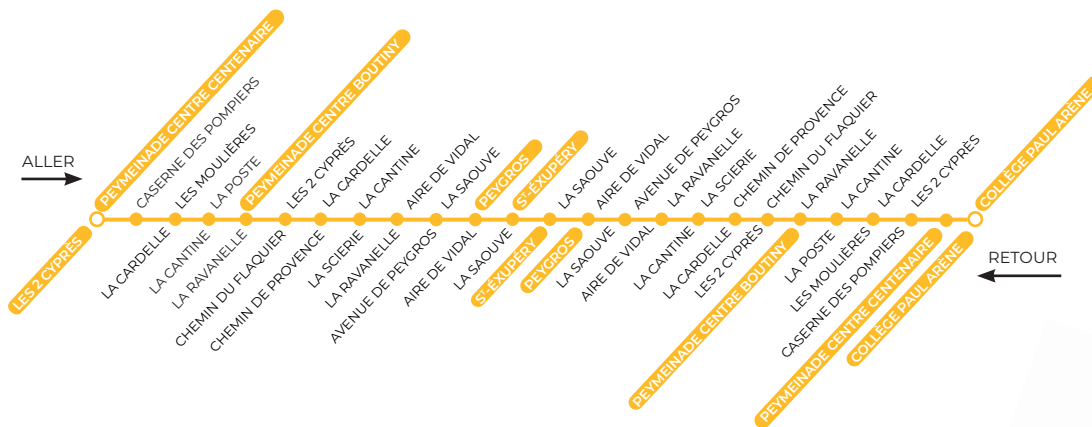 ALLER
PEYMEINADE CENTRE CENTENAIRE
CASERNE DES POMPIERS
LES MOULIÈRES
LA POSTE
PEYMEINADE CENTRE BOUTINY
LES 2 CYPRÈS
LA CARDELLE
LA CANTINE
AIRE DE VIDAL
LA SAOUVE
PEYGROS
ST-EXUPÉRY
LA SAOUVE
AIRE DE VIDAL
AVENUE DE PEYGROS
LA RAVANELLE
LA SCIERIE
CHEMIN DE PROVENCE
CHEMIN DU FLAQUIER
LA RAVANELLE
LA CANTINE
LA CARDELLE
LES 2 CYPRÈS
COLLÈGE PAUL ARÈNE
RETOUR
LES 2 CYPRÈS
LA CARDELLE
LA CANTINE
LA RAVANELLE
CHEMIN DU FLAQUIER
CHEMIN DE PROVENCE
LA SCIERIE
LA RAVANELLE
AVENUE DE PEYGROS
AIRE DE VIDAL
LA SAOUVE
ST-EXUPÉRY
PEYGROS
LA SAOUVE
AIRE DE VIDAL
LA CANTINE
LA CARDELLE
LES 2 CYPRÈS
PEYMEINADE CENTRE BOUTINY
LA POSTE
LES MOULIÈRES
CASERNE DES POMPIERS
PEYMEINADE CENTRE CENTENAIRE
COLLÈGE PAUL ARÈNE